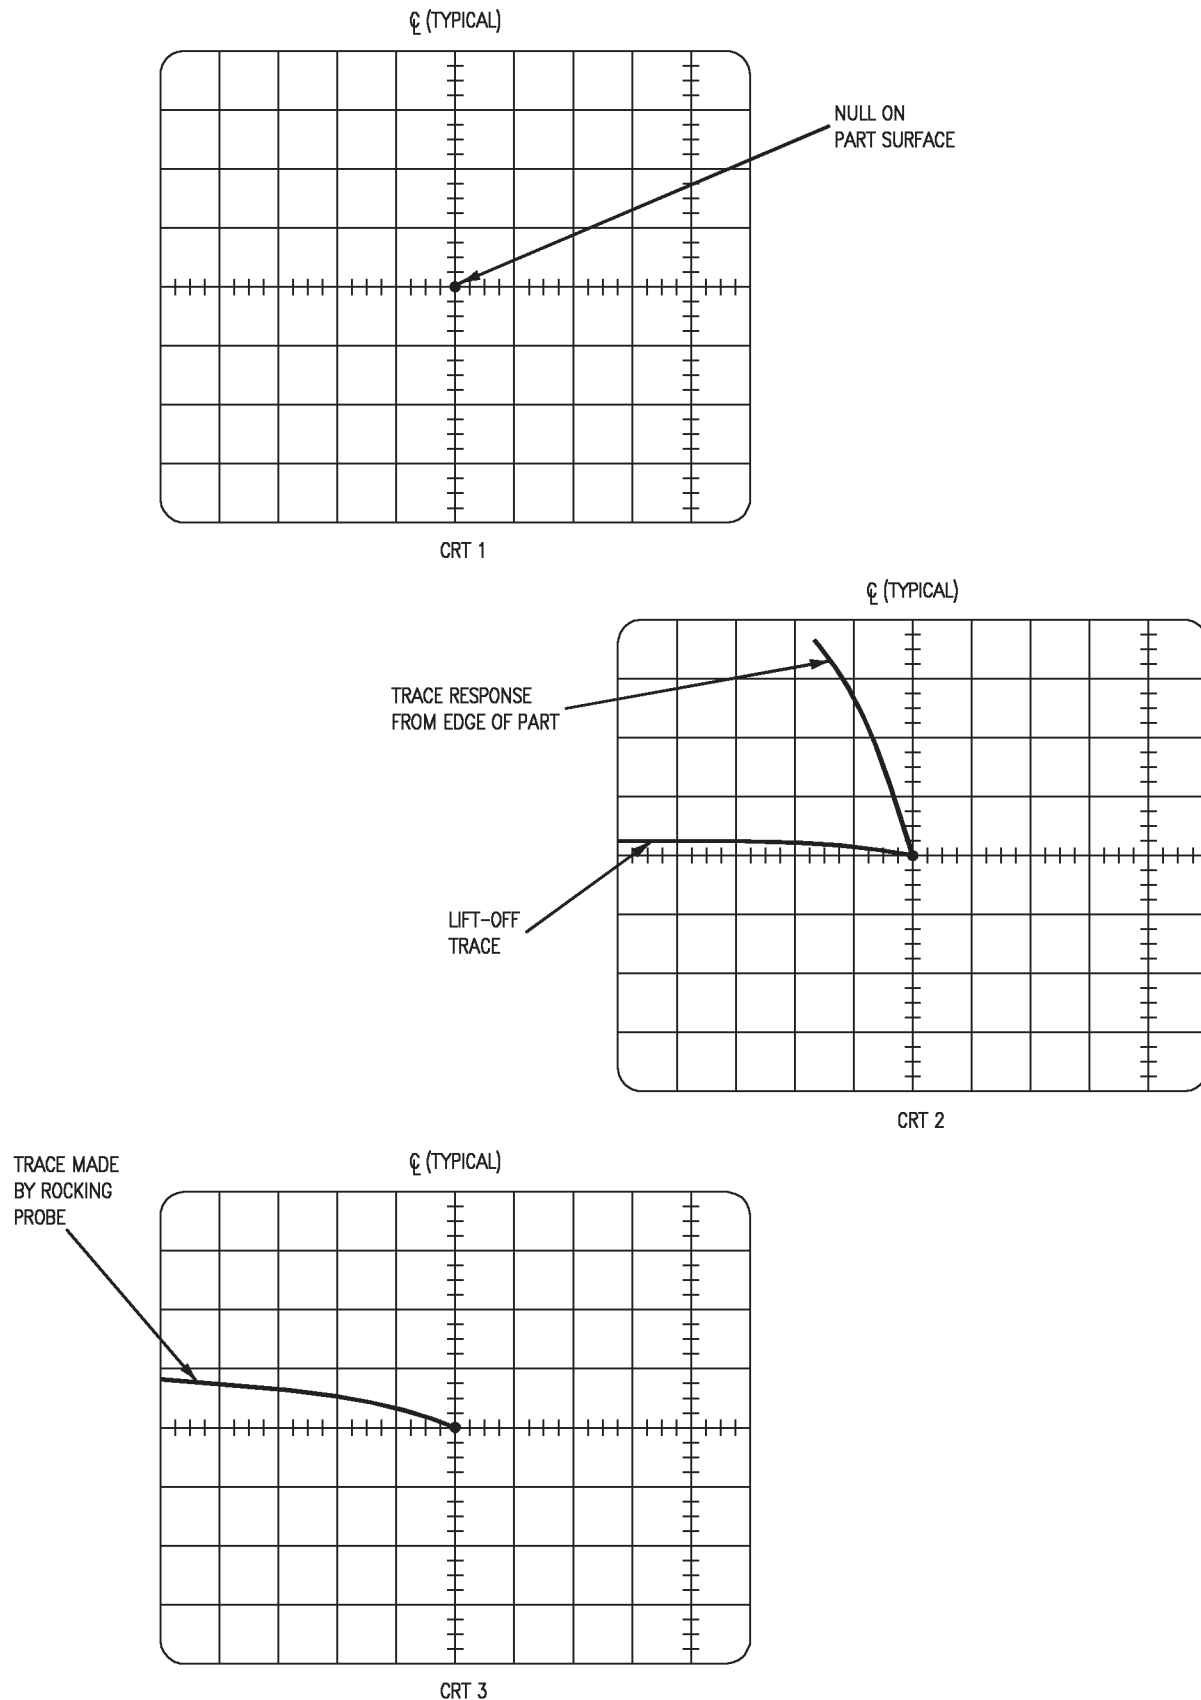 ℄ (TYPICAL)
NULL ON
PART SURFACE
CRT 1
℄ (TYPICAL)
TRACE RESPONSE
FROM EDGE OF PART
LIFT-OFF
TRACE
CRT 2
℄ (TYPICAL)
TRACE MADE
BY ROCKING
PROBE
CRT 3